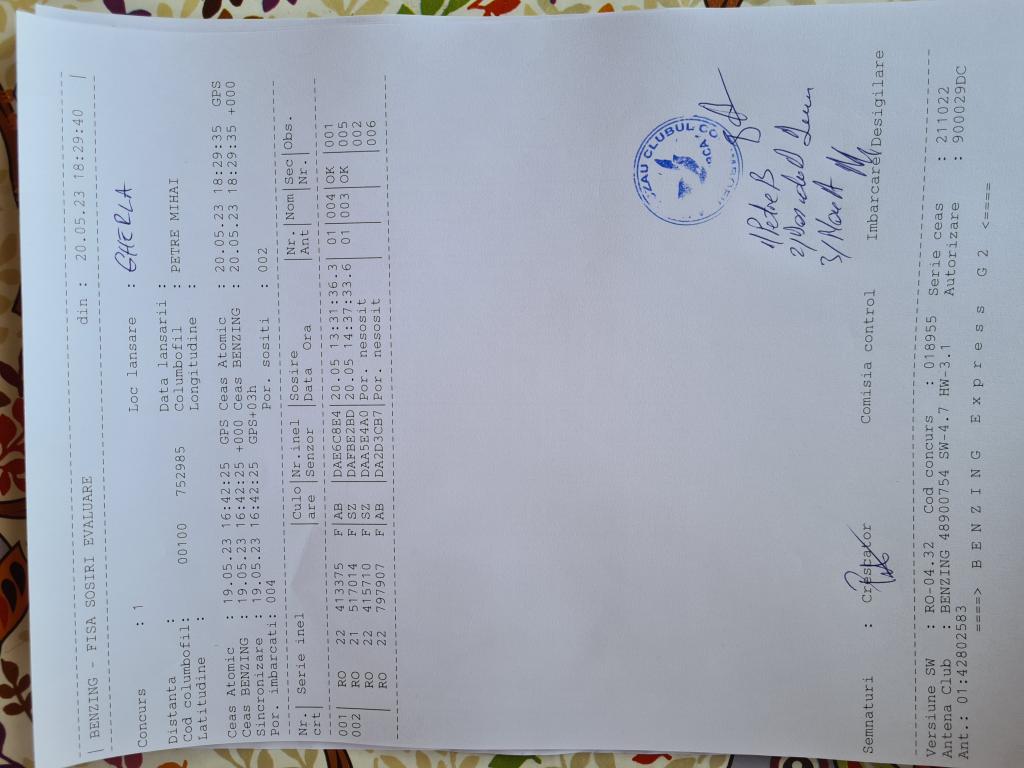 | BENZING - FISA SOSIRI EVALUARE din : 20.05.23 18:29:40 |
Concurs : 1 Loc lansare : GHERLA
Distanta : Data lansarii :
Cod columbofil: 00100 752985 Columbofil : PETRE MIHAI
Latitudine : Longitudine :
Ceas Atomic : 19.05.23 16:42:25 GPS Ceas Atomic : 20.05.23 18:29:35 GPS
Ceas BENZING : 19.05.23 16:42:25 +000 Ceas BENZING : 20.05.23 18:29:35 +000
Sincronizare : 19.05.23 16:42:25 GPS+03h
Por. imbarcati: 004 Por. sositi : 002
Nr.| Serie inel |Culo|Nr.inel |Sosire |Nr.|Nom|Sec|Obs.
crt| |are |Senzor |Data Ora |Ant| |Nr.|
001 | RO 22 413375 F|AB |DAE6C8E4|20.05 13:31:36.3| 01|004|OK |001
002 | RO 21 517014 F|SZ |DAFBE2BD|20.05 14:37:33.6| 01|003|OK |005
| RO 22 415710 F|SZ |DAA5E4A0|Por. nesosit | | | |002
| RO 22 797907 F|AB |DA2D3CB7|Por. nesosit | | | |006
ZAU CLUBUL CO
1) Petre B
2)
3)
Semnaturi : Crescator Comisia control Imbarcare/Desigilare
Versiune SW : RO-04.32 Cod concurs : 018955 Serie ceas : 211022
Antena Club : BENZING 48900754 SW-4.7 HW-3.1 Autorizare : 900029DC
Ant.: 01:42802583
====> B E N Z I N G E x p r e s s G 2 <====